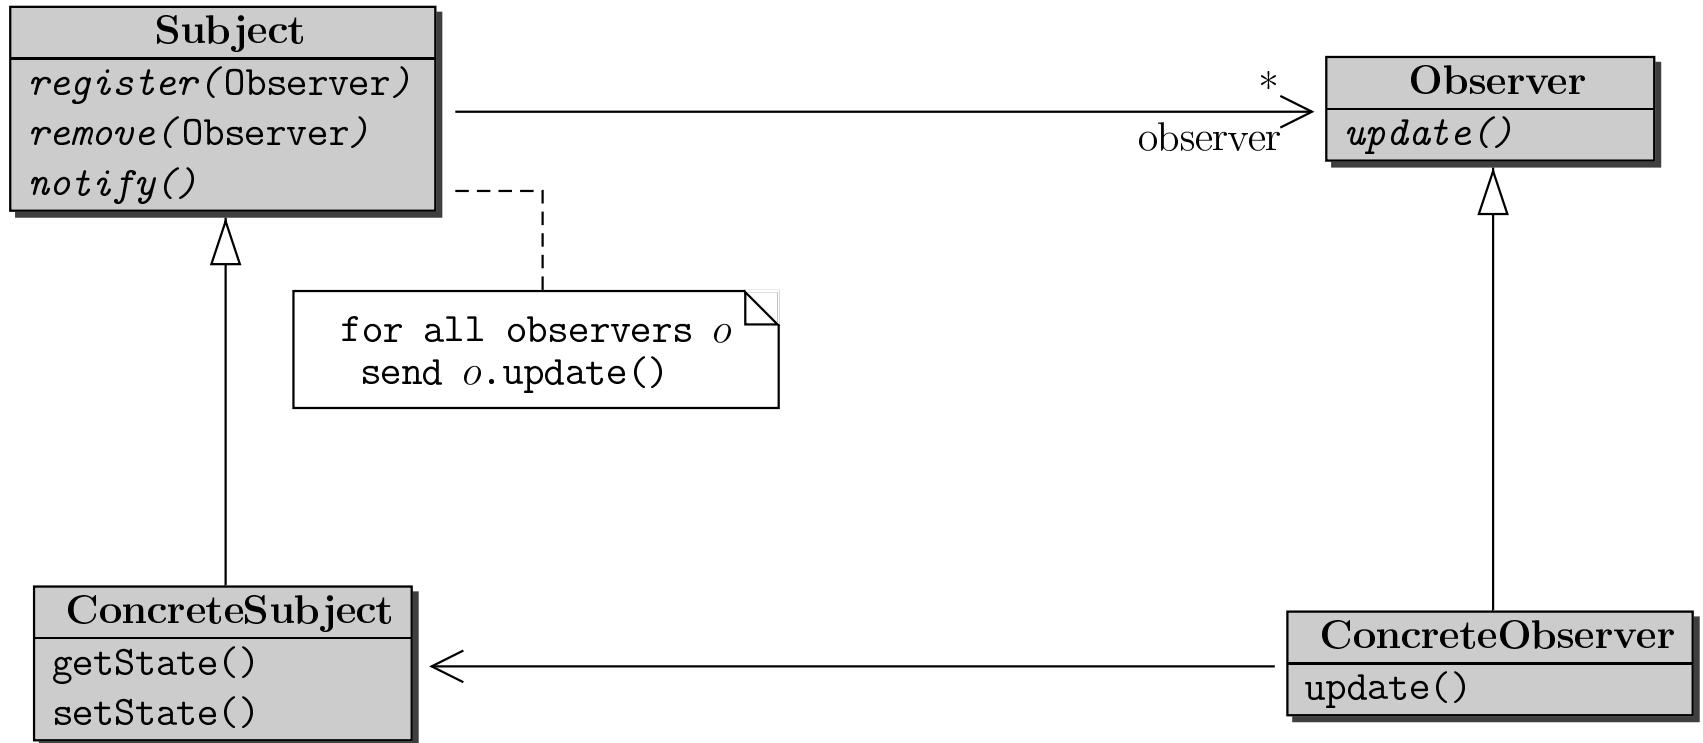 Subject
register(Observer)
remove(Observer)
notify()
*
observer
Observer
update()
for all observers o
send o.update()
ConcreteSubject
getState()
setState()
ConcreteObserver
update()